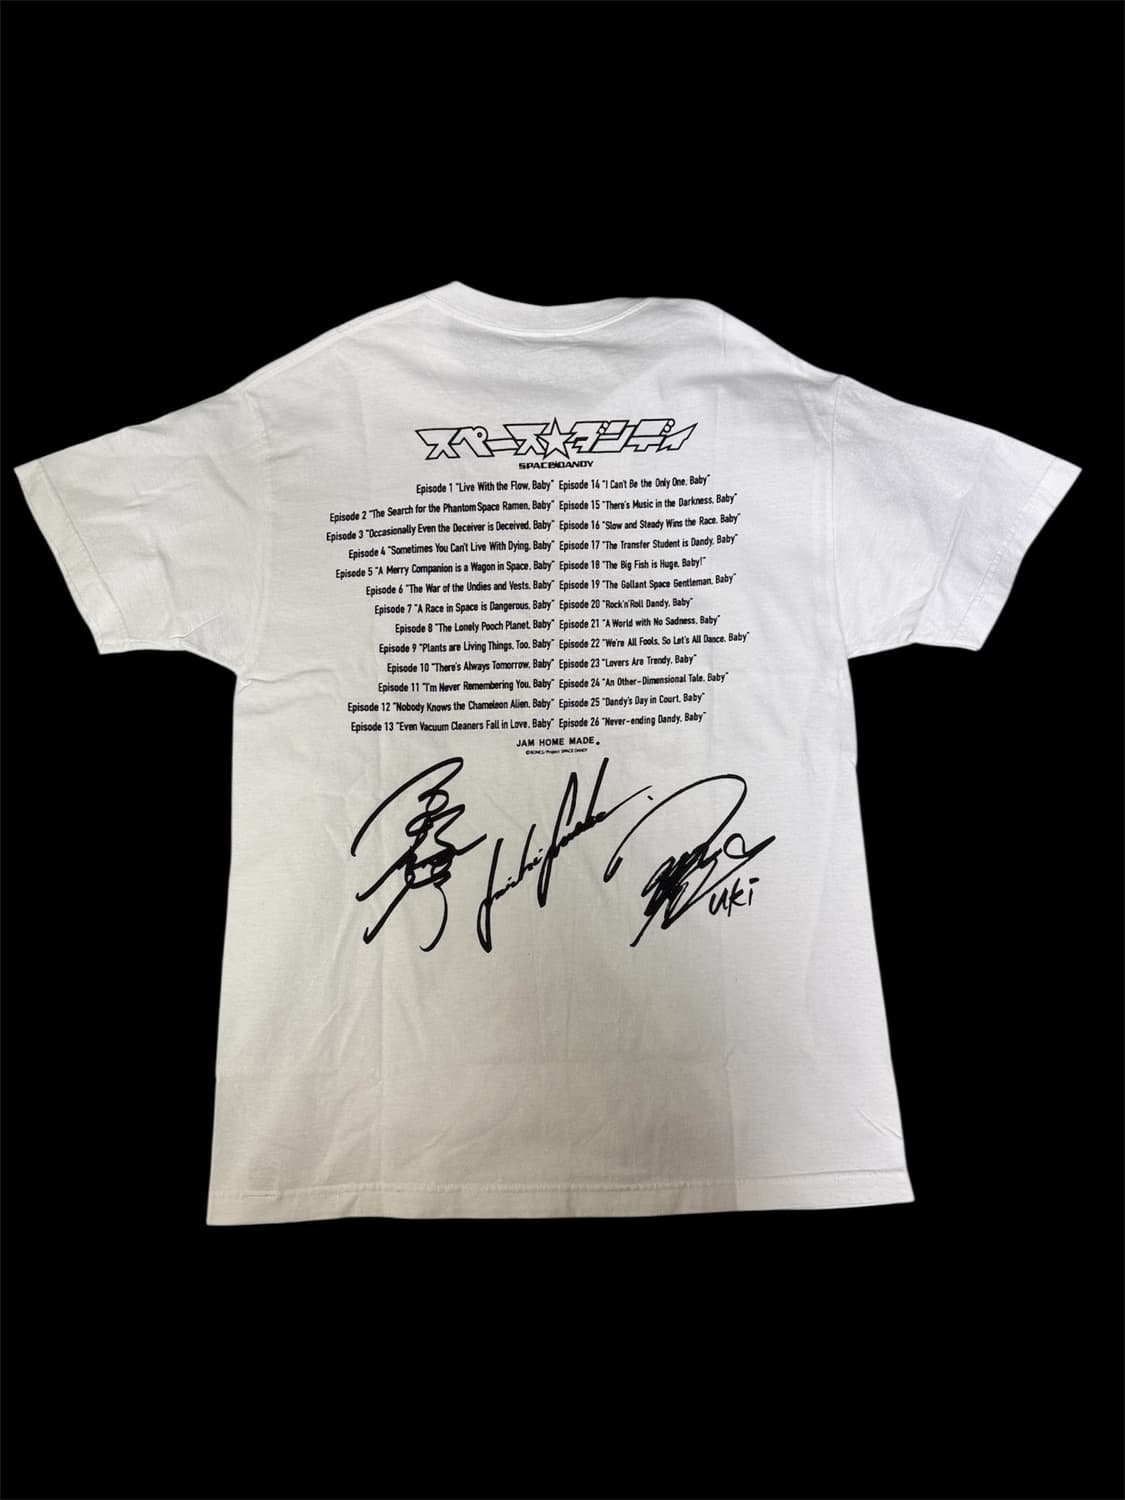 スペース☆ダンディ
SPACE☆DANDY
Episode 1 "Live With the Flow, Baby"
Episode 2 "The Search for the Phantom Space Ramen, Baby"
Episode 3 "Occasionally Even the Deceiver is Deceived, Baby"
Episode 4 "Sometimes You Can't Live With Dying, Baby"
Episode 5 "A Merry Companion is a Wagon in Space, Baby"
Episode 6 "The War of the Undies and Vests, Baby"
Episode 7 "A Race in Space is Dangerous, Baby"
Episode 8 "The Lonely Pooch Planet, Baby"
Episode 9 "Plants are Living Things, Too, Baby"
Episode 10 "There's Always Tomorrow, Baby"
Episode 11 "I'm Never Remembering You, Baby"
Episode 12 "Nobody Knows the Chameleon Alien, Baby"
Episode 13 "Even Vacuum Cleaners Fall in Love, Baby"
Episode 14 "I Can't Be the Only One, Baby"
Episode 15 "There's Music in the Darkness, Baby"
Episode 16 "Slow and Steady Wins the Race, Baby"
Episode 17 "The Transfer Student is Dandy, Baby"
Episode 18 "The Big Fish is Huge, Baby!"
Episode 19 "The Gallant Space Gentleman, Baby"
Episode 20 "Rock'n'Roll Dandy, Baby"
Episode 21 "A World with No Sadness, Baby"
Episode 22 "We're All Fools, So Let's All Dance, Baby"
Episode 23 "Lovers Are Trendy, Baby"
Episode 24 "An Other-Dimensional Tale, Baby"
Episode 25 "Dandy's Day in Court, Baby"
Episode 26 "Never-ending Dandy, Baby"
JAM HOME MADE.
©BONES/Project SPACE DANDY
uki